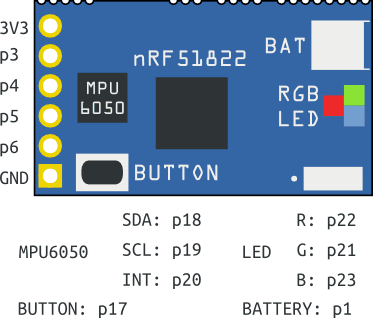 3V3
p3
p4
p5
p6
GND
nRF51822
BAT
MPU
6050
RGB
LED
BUTTON
SDA: p18
R: p22
MPU6050
SCL: p19
LED
G: p21
INT: p20
B: p23
BUTTON: p17
BATTERY: p1